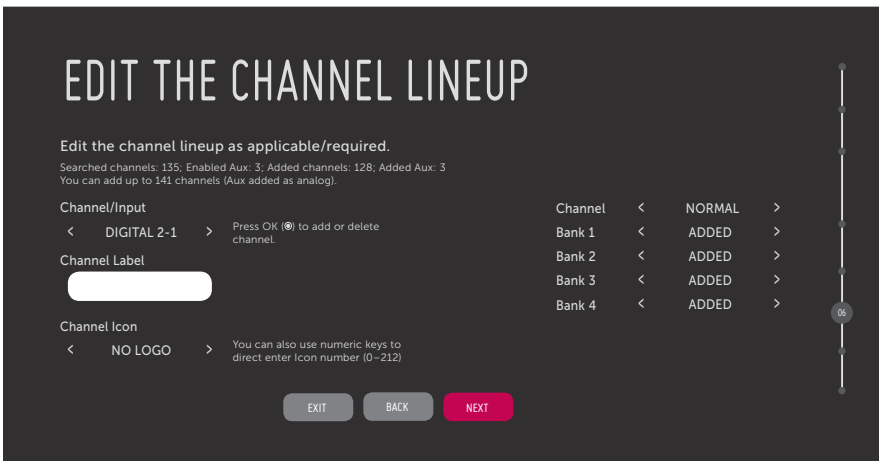 EDIT THE CHANNEL LINEUP
Edit the channel lineup as applicable/required.
Searched channels: 135; Enabled Aux: 3; Added channels: 128; Added Aux: 3
You can add up to 141 channels (Aux added as analog).
Channel/Input
< DIGITAL 2-1 >
Press OK (◉) to add or delete
channel.
Channel Label
Channel Icon
< NO LOGO >
You can also use numeric keys to
direct enter Icon number (0–212)
Channel < NORMAL >
Bank 1 < ADDED >
Bank 2 < ADDED >
Bank 3 < ADDED >
Bank 4 < ADDED >
06
EXIT
BACK
NEXT